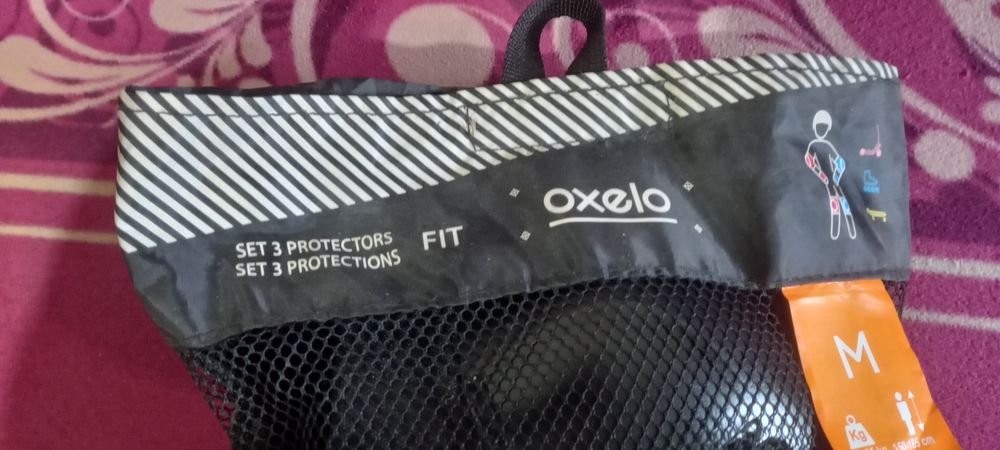 SET 3 PROTECTORS
SET 3 PROTECTIONS
FIT
oxelo
M
Kg